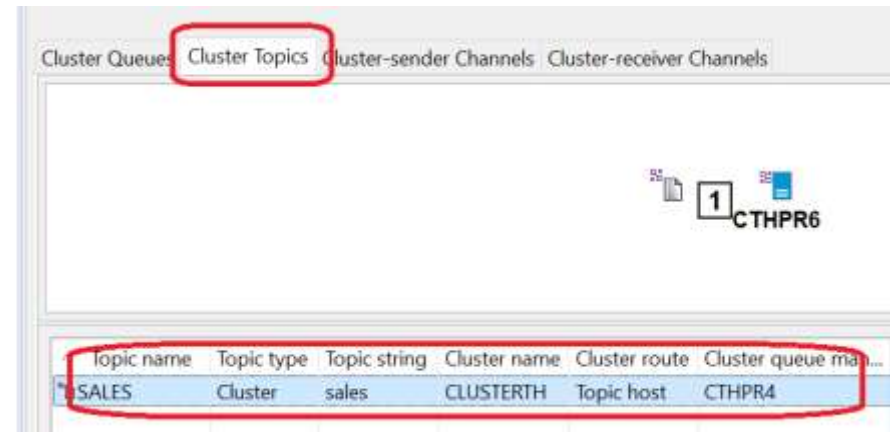 Cluster Queues Cluster Topics Cluster-sender Channels Cluster-receiver Channels
1
CTHPR6
Topic name Topic type Topic string Cluster name Cluster route Cluster queue man...
SALES Cluster sales CLUSTERTH Topic host CTHPR4